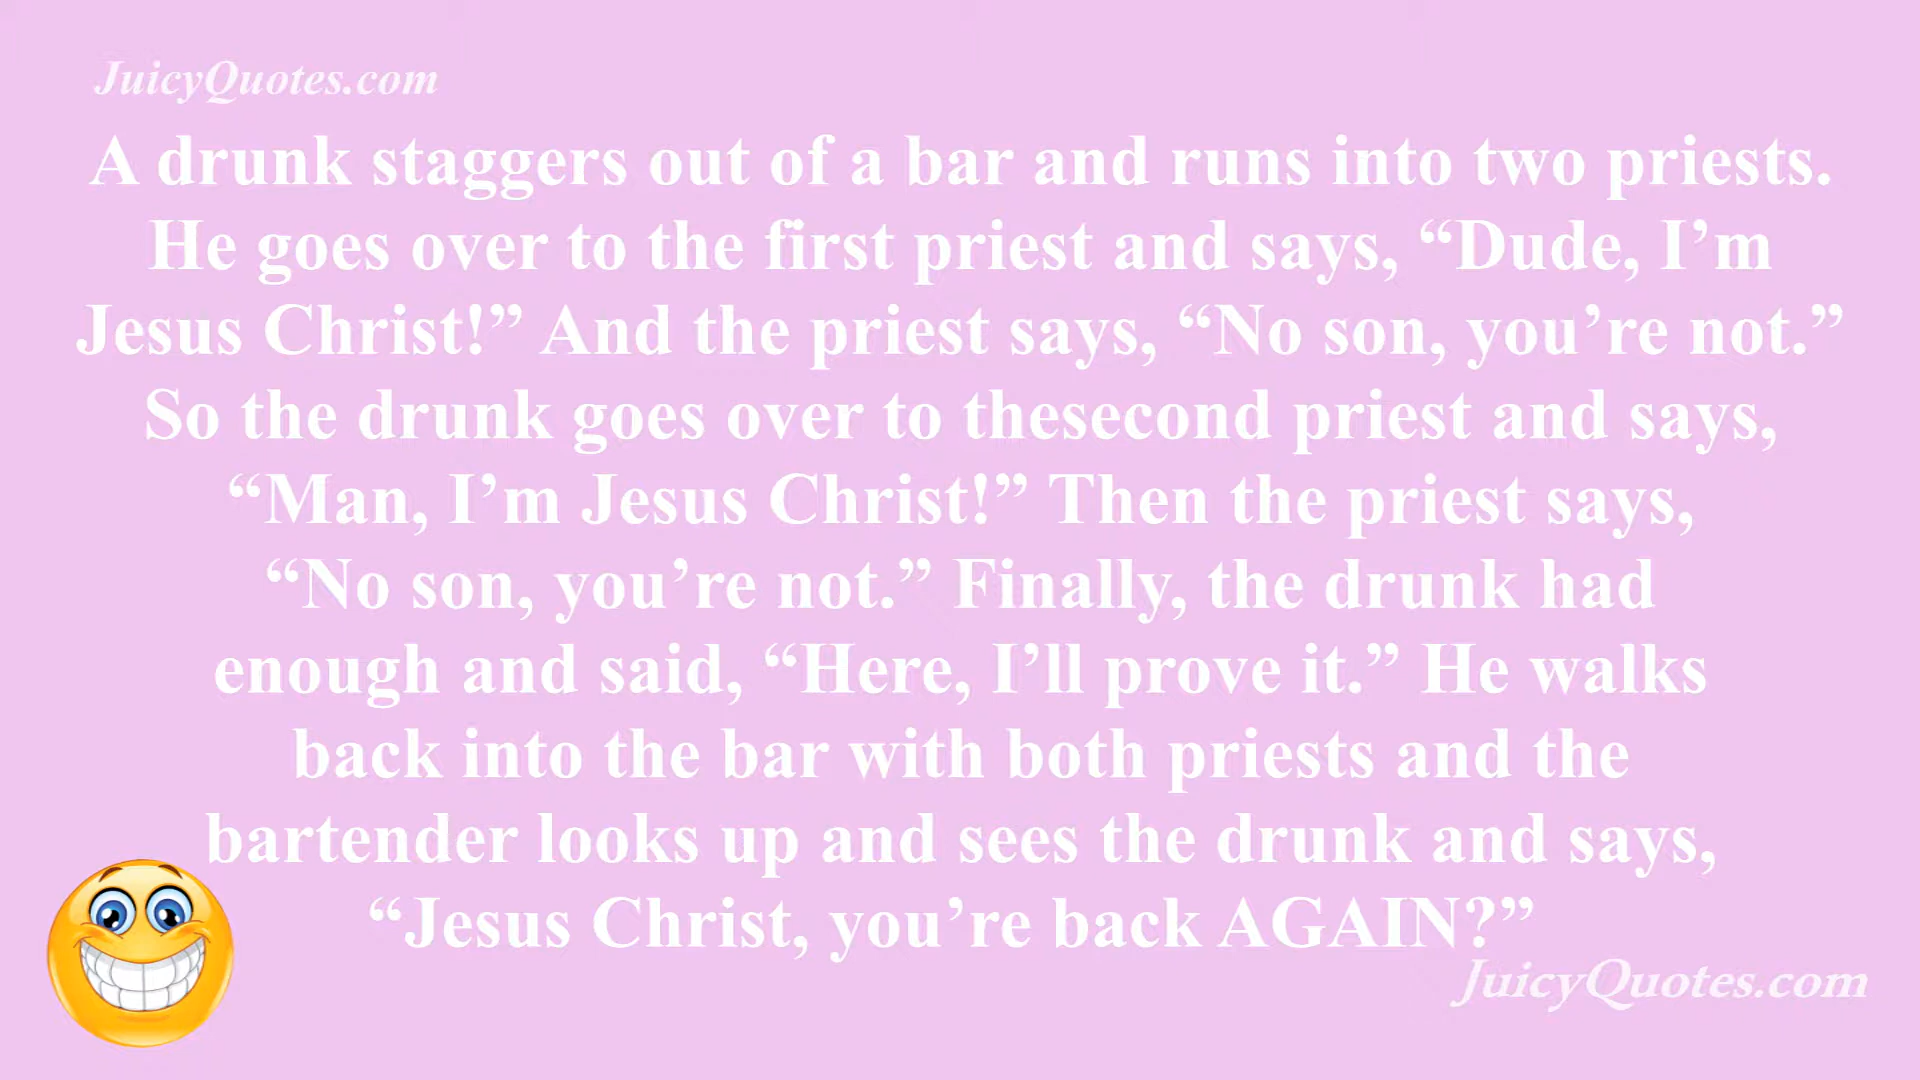 JuicyQuotes.com
A drunk staggers out of a bar and runs into two priests.
He goes over to the first priest and says, “Dude, I’m
Jesus Christ!” And the priest says, “No son, you’re not.”
So the drunk goes over to thesecond priest and says,
“Man, I’m Jesus Christ!” Then the priest says,
“No son, you’re not.” Finally, the drunk had
enough and said, “Here, I’ll prove it.” He walks
back into the bar with both priests and the
bartender looks up and sees the drunk and says,
“Jesus Christ, you’re back AGAIN?”
JuicyQuotes.com